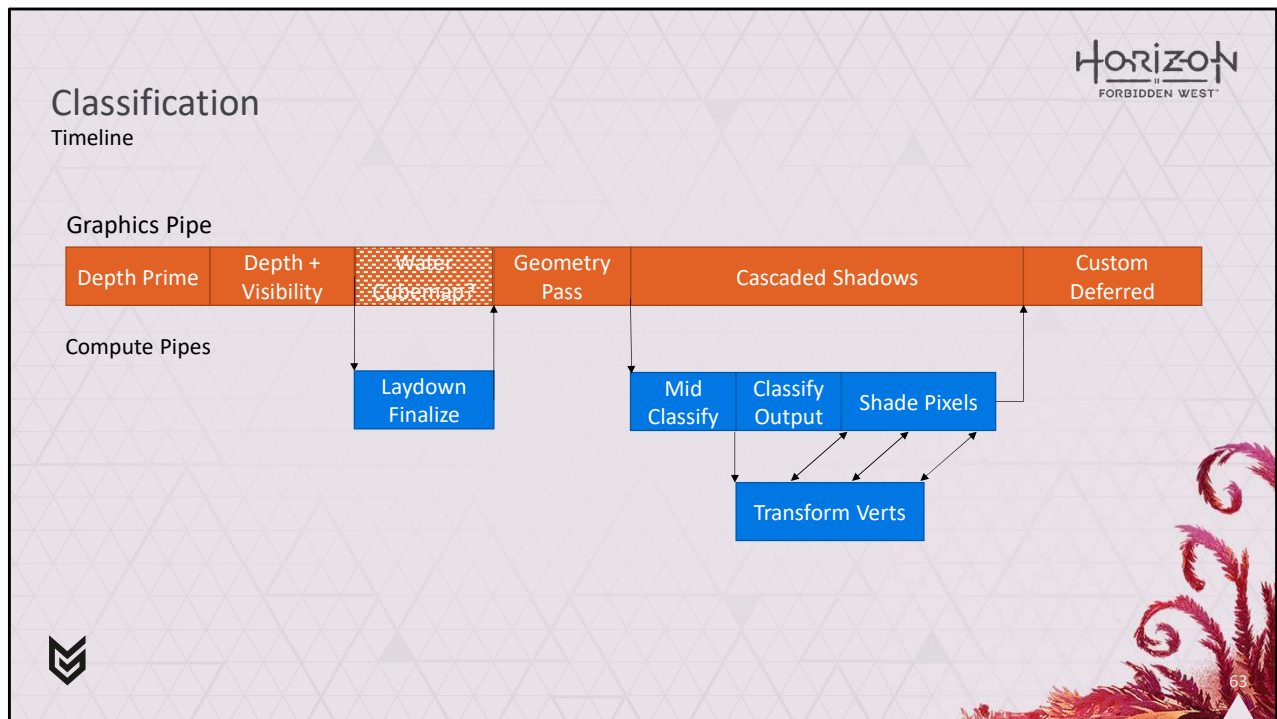 HORIZON
FORBIDDEN WEST™
Classification
Timeline
Graphics Pipe
Depth Prime
Depth +
Visibility
Water
Cubemap?
Geometry
Pass
Cascaded Shadows
Custom
Deferred
Compute Pipes
Laydown
Finalize
Mid
Classify
Classify
Output
Shade Pixels
Transform Verts
63